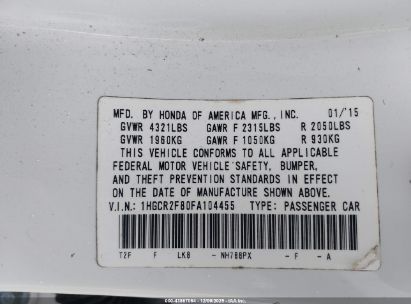 MFD. BY HONDA OF AMERICA MFG., INC. 01/'15
GVWR 4321LBS GAWR F 2315LBS R 2050LBS
GVWR 1960KG GAWR F 1050KG R 930KG
THIS VEHICLE CONFORMS TO ALL APPLICABLE
FEDERAL MOTOR VEHICLE SAFETY, BUMPER,
AND THEFT PREVENTION STANDARDS IN EFFECT
ON THE DATE OF MANUFACTURE SHOWN ABOVE.
V.I.N.: 1HGCR2F80FA104455 TYPE: PASSENGER CAR
T2F F LK8 -NH788PX -F -A